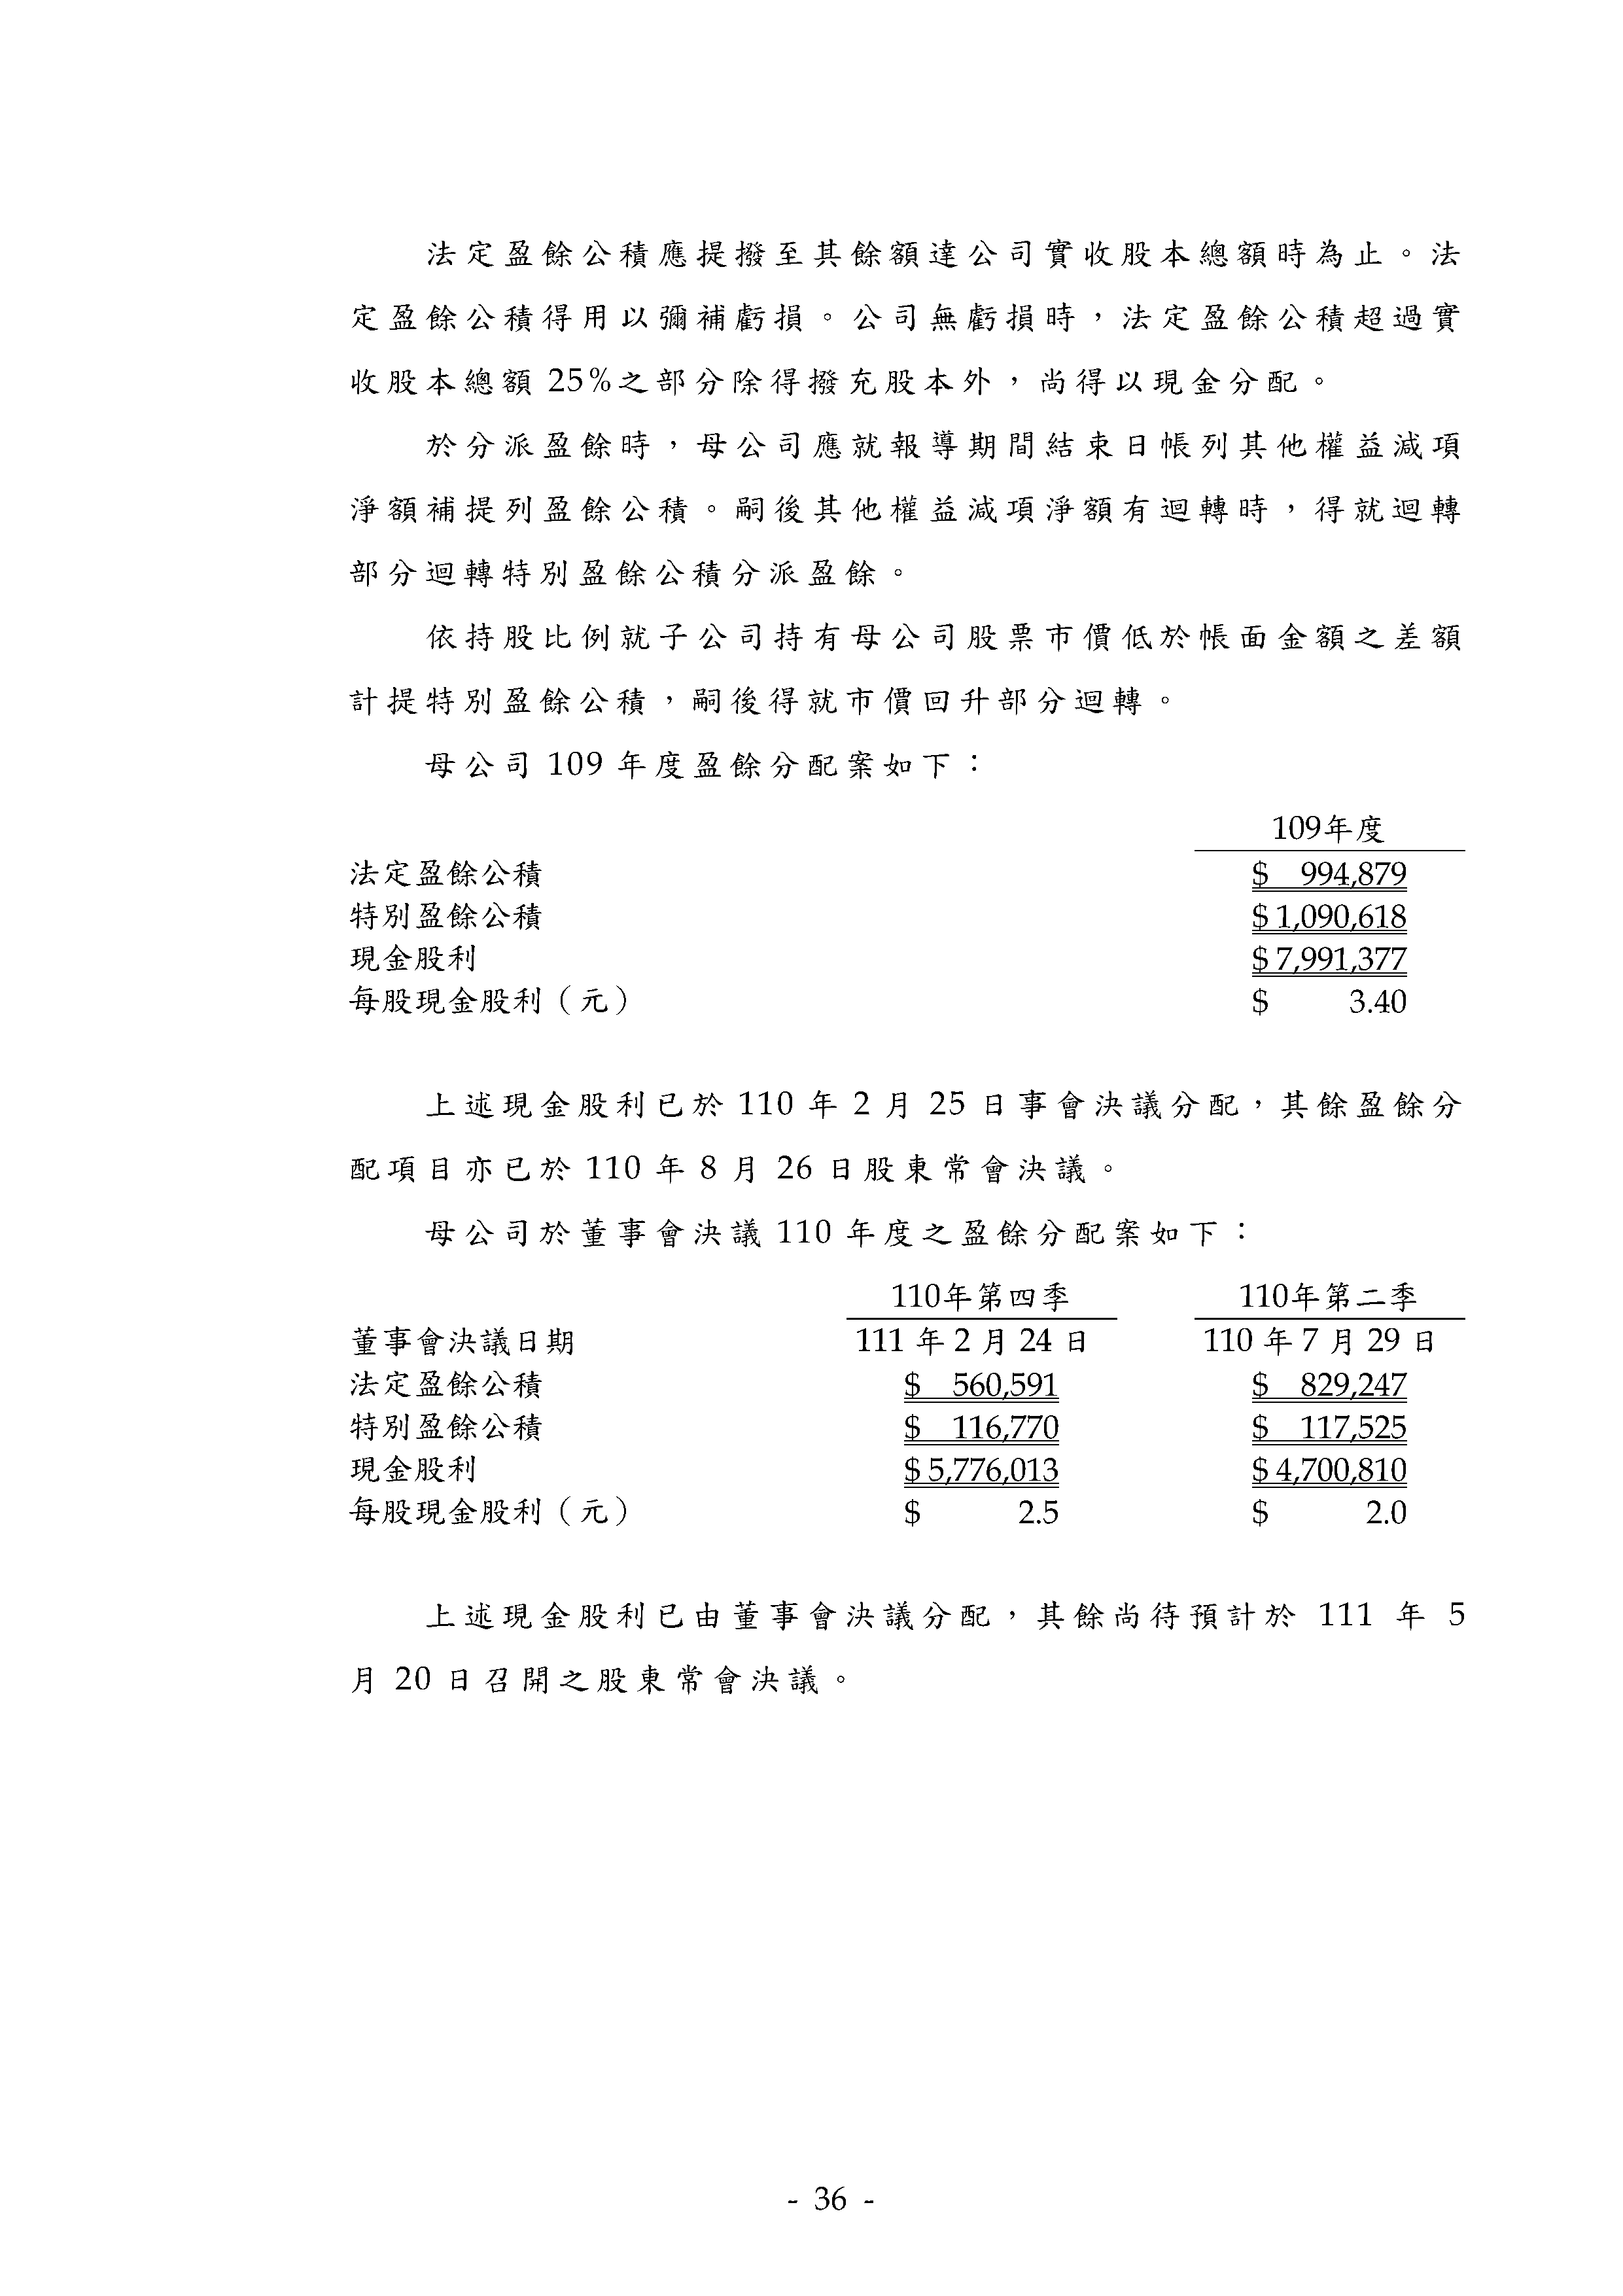 法定盈餘公積應提撥至其餘額達公司實收股本總額時為止。法
定盈餘公積得用以彌補虧損。公司無虧損時，法定盈餘公積超過實
收股本總額 25%之部分除得撥充股本外，尚得以現金分配。
於分派盈餘時，母公司應就報導期間結束日帳列其他權益減項
淨額補提列盈餘公積。嗣後其他權益減項淨額有迴轉時，得就迴轉
部分迴轉特別盈餘公積分派盈餘。
依持股比例就子公司持有母公司股票市價低於帳面金額之差額
計提特別盈餘公積，嗣後得就市價回升部分迴轉。
母公司 109 年度盈餘分配案如下：
109年度
法定盈餘公積 $ 994,879
特別盈餘公積 $ 1,090,618
現金股利 $ 7,991,377
每股現金股利（元） $ 3.40
上述現金股利已於 110 年 2 月 25 日事會決議分配，其餘盈餘分
配項目亦已於 110 年 8 月 26 日股東常會決議。
母公司於董事會決議 110 年度之盈餘分配案如下：
110年第四季 110年第二季
董事會決議日期 111 年 2 月 24 日 110 年 7 月 29 日
法定盈餘公積 $ 560,591 $ 829,247
特別盈餘公積 $ 116,770 $ 117,525
現金股利 $ 5,776,013 $ 4,700,810
每股現金股利（元） $ 2.5 $ 2.0
上述現金股利已由董事會決議分配，其餘尚待預計於 111 年 5
月 20 日召開之股東常會決議。
- 36 -